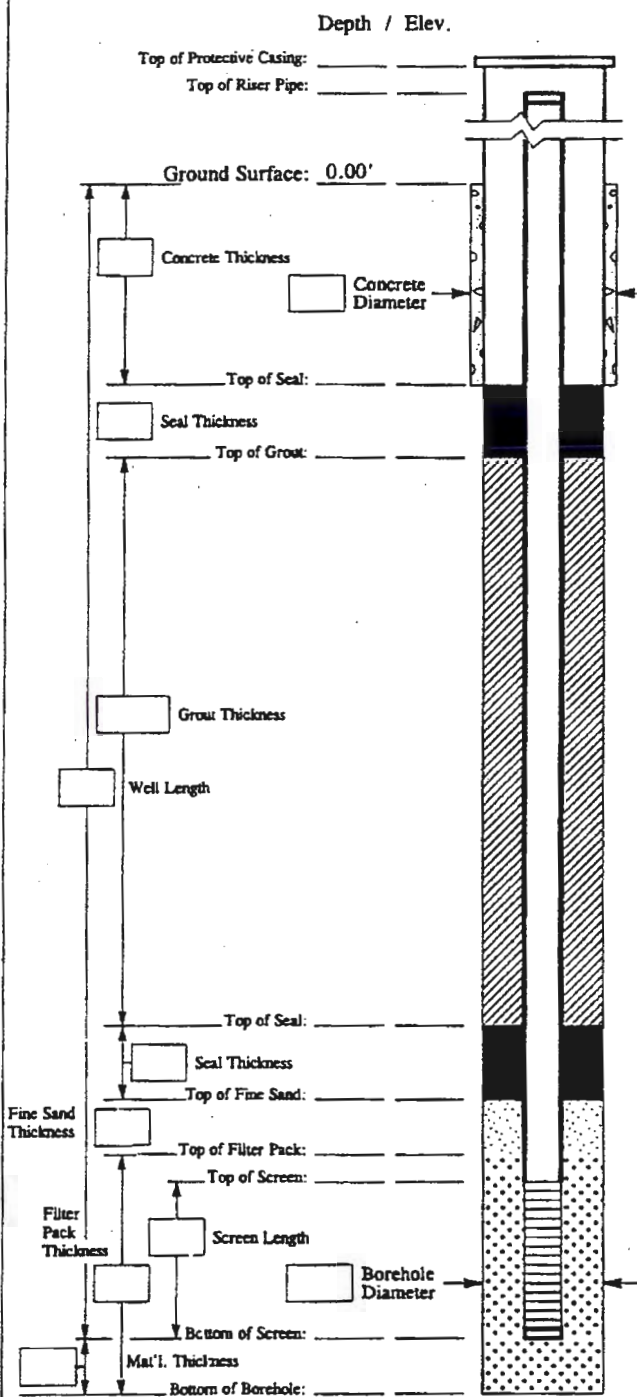 Depth / Elev.
Top of Protective Casing:
Top of Riser Pipe:
Ground Surface: 0.00'
Concrete Thickness
Concrete
Diameter
Top of Seal:
Seal Thickness
Top of Grout:
Grout Thickness
Well Length
Top of Seal:
Seal Thickness
Top of Fine Sand:
Fine Sand
Thickness
Top of Filter Pack:
Top of Screen:
Filter
Pack
Thickness
Screen Length
Borehole
Diameter
Bottom of Screen:
Mat'l. Thickness
Bottom of Borehole: